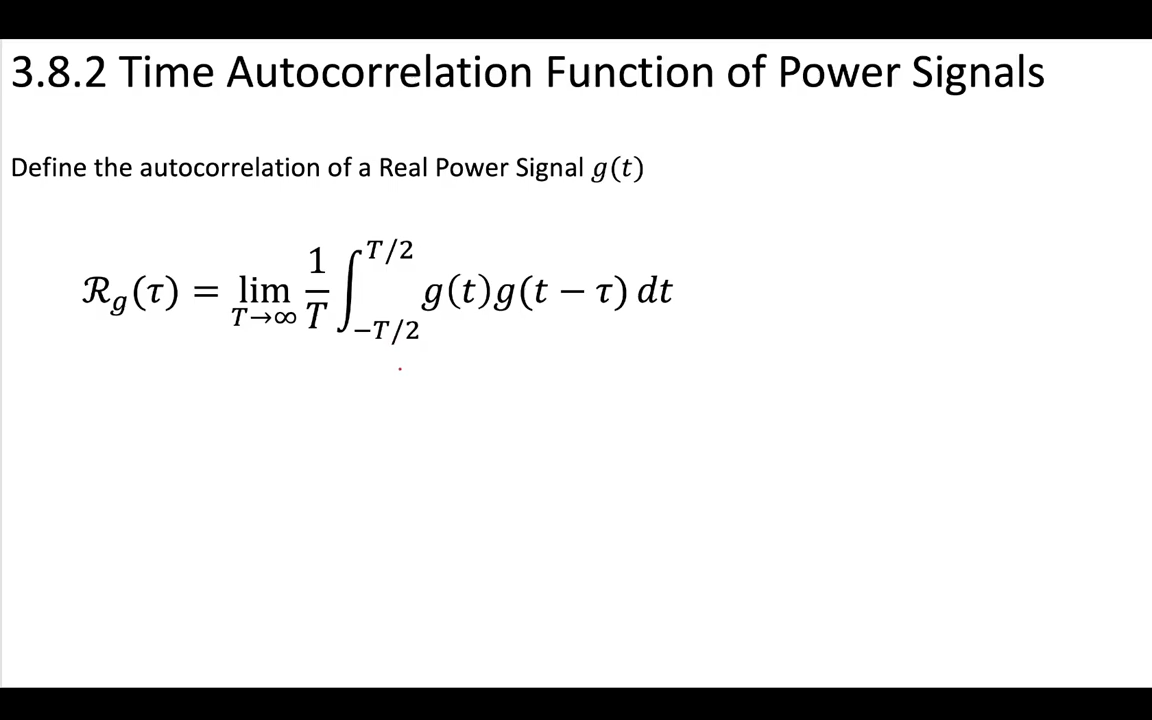 3.8.2 Time Autocorrelation Function of Power Signals
Define the autocorrelation of a Real Power Signal g(t)
ℛ_g(τ) = lim_{T→∞} 1/T ∫_{−T/2}^{T/2} g(t)g(t − τ) dt